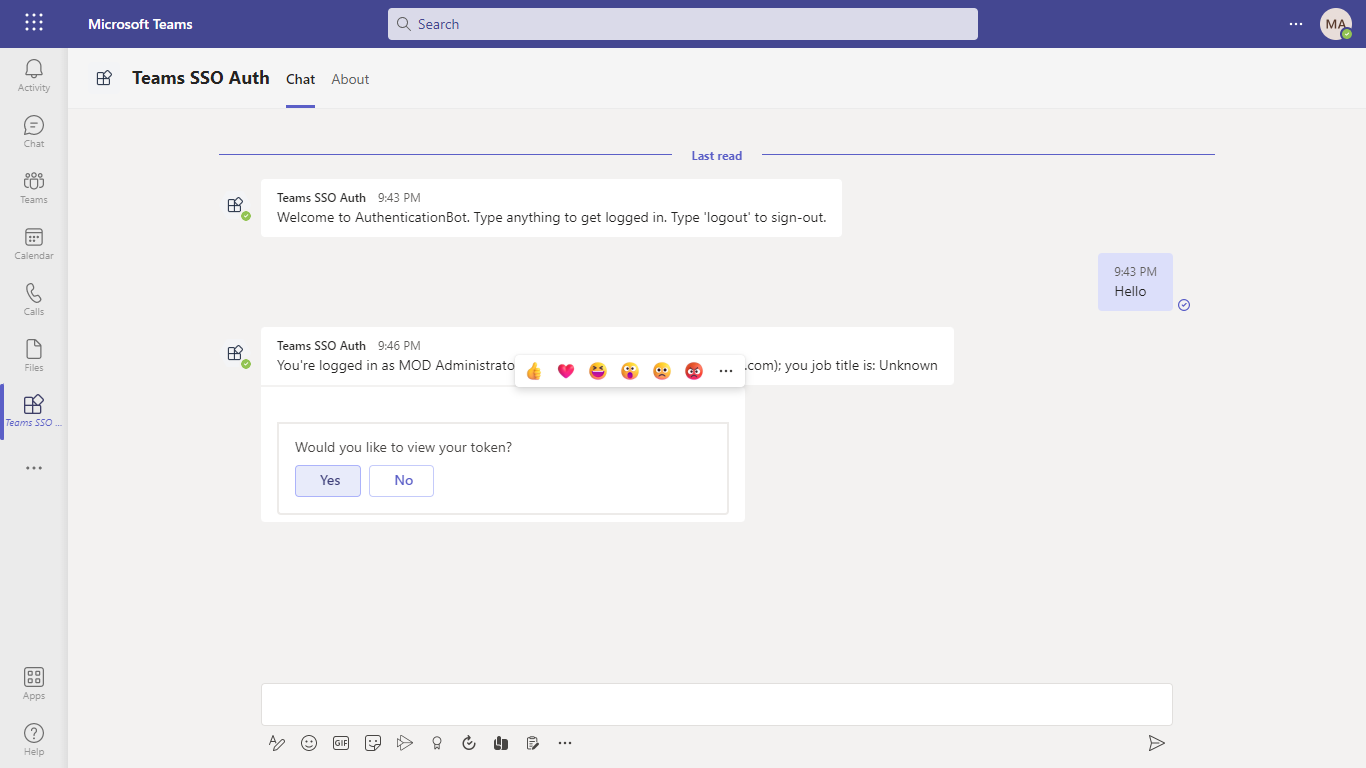 Microsoft Teams
Search
MA
Activity
Chat
Teams
Calendar
Calls
Files
Teams SSO ...
Apps
Help
Teams SSO Auth Chat About
Last read
Teams SSO Auth 9:43 PM
Welcome to AuthenticationBot. Type anything to get logged in. Type 'logout' to sign-out.
9:43 PM
Hello
Teams SSO Auth 9:46 PM
You're logged in as MOD Administrato .com); you job title is: Unknown
Would you like to view your token?
Yes No
GIF